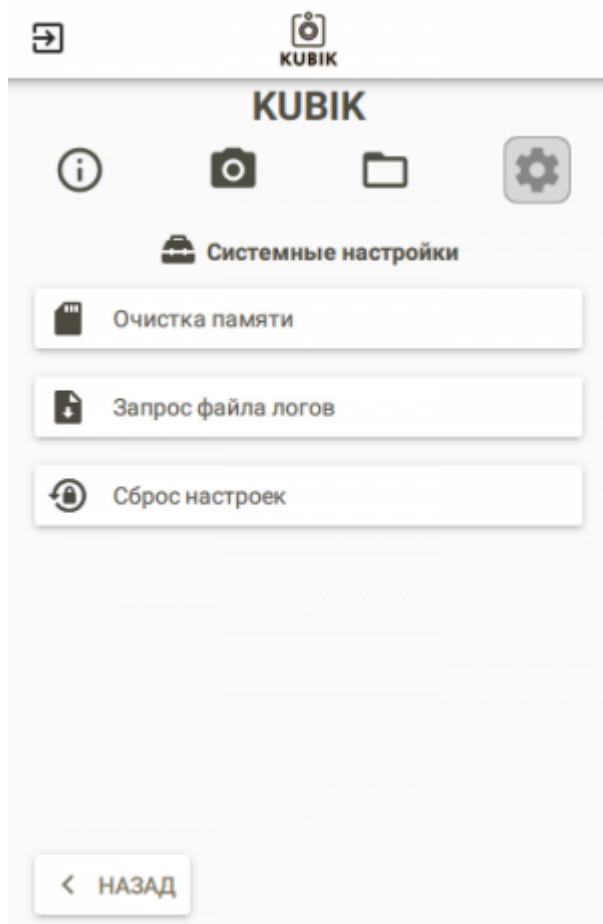 KUBIK
KUBIK
Системные настройки
Очистка памяти
Запрос файла логов
Сброс настроек
НАЗАД